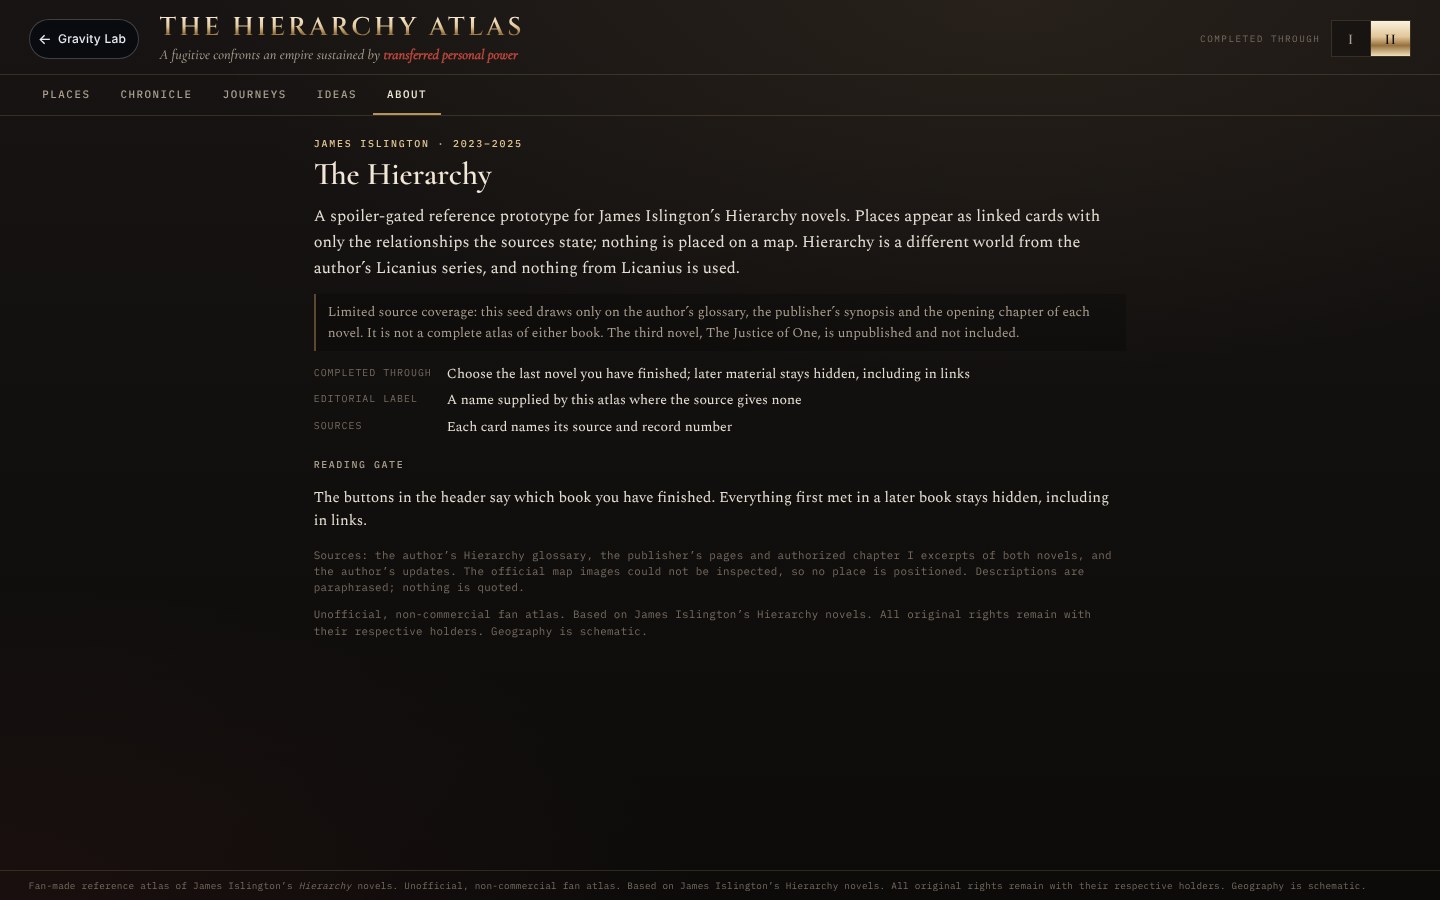 ← Gravity Lab
THE HIERARCHY ATLAS
A fugitive confronts an empire sustained by transferred personal power
COMPLETED THROUGH
I
II
PLACES
CHRONICLE
JOURNEYS
IDEAS
ABOUT
JAMES ISLINGTON · 2023–2025
The Hierarchy
A spoiler-gated reference prototype for James Islington’s Hierarchy novels. Places appear as linked cards with
only the relationships the sources state; nothing is placed on a map. Hierarchy is a different world from the
author’s Licanius series, and nothing from Licanius is used.
Limited source coverage: this seed draws only on the author’s glossary, the publisher’s synopsis and the opening chapter of each
novel. It is not a complete atlas of either book. The third novel, The Justice of One, is unpublished and not included.
COMPLETED THROUGH Choose the last novel you have finished; later material stays hidden, including in links
EDITORIAL LABEL A name supplied by this atlas where the source gives none
SOURCES Each card names its source and record number
READING GATE
The buttons in the header say which book you have finished. Everything first met in a later book stays hidden, including
in links.
Sources: the author’s Hierarchy glossary, the publisher’s pages and authorized chapter I excerpts of both novels, and
the author’s updates. The official map images could not be inspected, so no place is positioned. Descriptions are
paraphrased; nothing is quoted.
Unofficial, non-commercial fan atlas. Based on James Islington’s Hierarchy novels. All original rights remain with
their respective holders. Geography is schematic.
Fan-made reference atlas of James Islington’s Hierarchy novels. Unofficial, non-commercial fan atlas. Based on James Islington’s Hierarchy novels. All original rights remain with their respective holders. Geography is schematic.